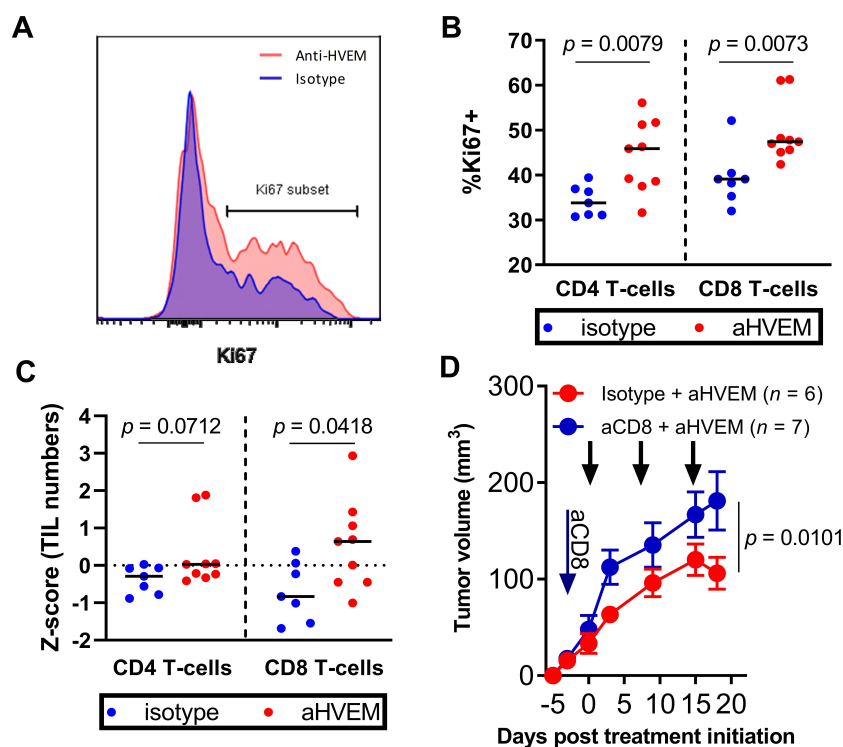 A
Anti-HVEM
Isotype
Ki67 subset
Ki67
B
%Ki67+
70
60
50
40
30
20
p = 0.0079
p = 0.0073
CD4 T-cells
CD8 T-cells
isotype
aHVEM
C
Z-score (TIL numbers)
4
3
2
1
0
-1
-2
p = 0.0712
p = 0.0418
CD4 T-cells
CD8 T-cells
isotype
aHVEM
D
Tumor volume (mm³)
300
200
100
0
Isotype + aHVEM (n = 6)
aCD8 + aHVEM (n = 7)
aCD8
p = 0.0101
-5 0 5 10 15 20
Days post treatment initiation